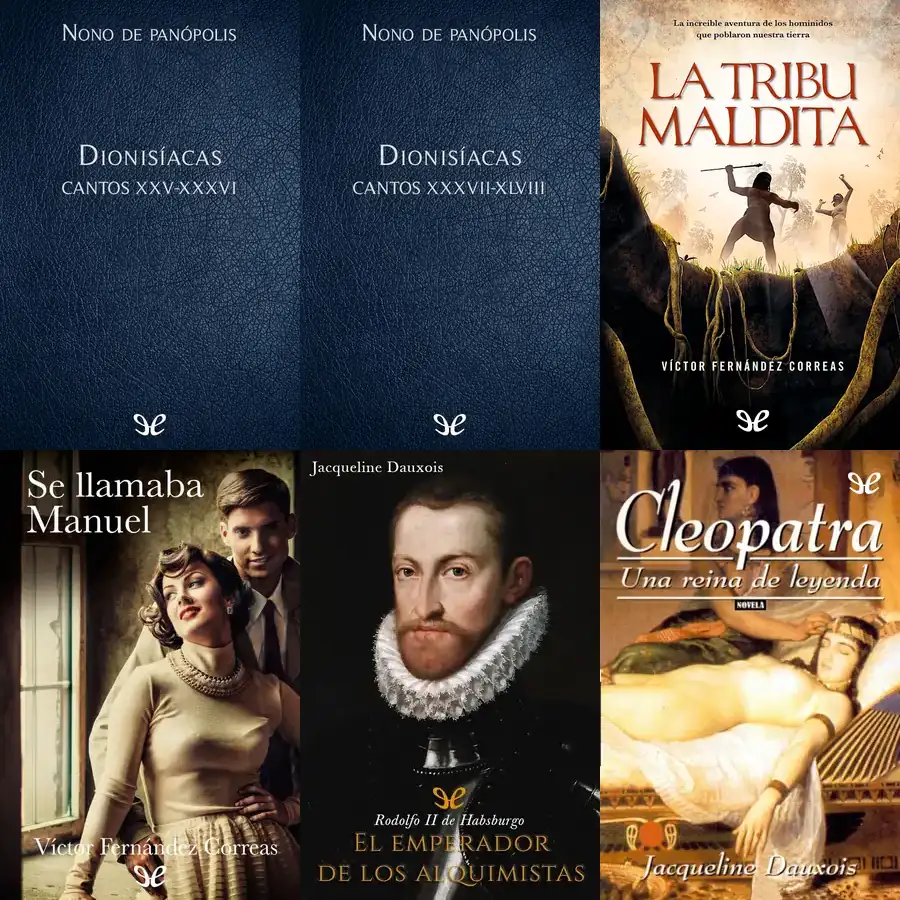 NONO DE PANÓPOLIS
DIONISÍACAS
CANTOS XXV-XXXVI
NONO DE PANÓPOLIS
DIONISÍACAS
CANTOS XXXVII-XLVIII
La increíble aventura de los homínidos
que poblaron nuestra tierra
LA TRIBU
MALDITA
VÍCTOR FERNÁNDEZ CORREAS
Se llamaba
Manuel
Víctor Fernández Correas
Jacqueline Dauxois
Rodolfo II de Habsburgo
EL EMPERADOR
DE LOS ALQUIMISTAS
Cleopatra
Una reina de leyenda
NOVELA
Jacqueline Dauxois